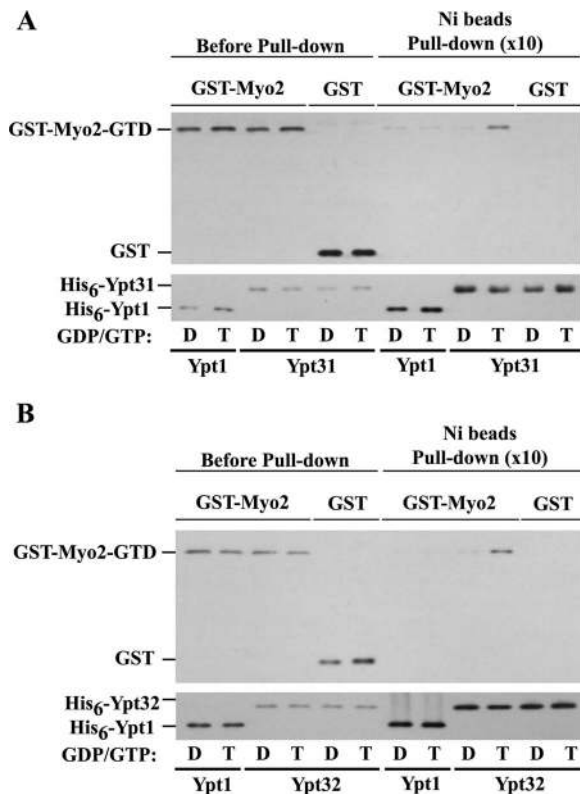 A
Before Pull-down
Ni beads
Pull-down (x10)
GST-Myo2 GST GST-Myo2 GST
GST-Myo2-GTD
GST
His6-Ypt31
His6-Ypt1
GDP/GTP: D T D T D T D T D T D T
Ypt1 Ypt31 Ypt1 Ypt31
B
Before Pull-down
Ni beads
Pull-down (x10)
GST-Myo2 GST GST-Myo2 GST
GST-Myo2-GTD
GST
His6-Ypt32
His6-Ypt1
GDP/GTP: D T D T D T D T D T D T
Ypt1 Ypt32 Ypt1 Ypt32